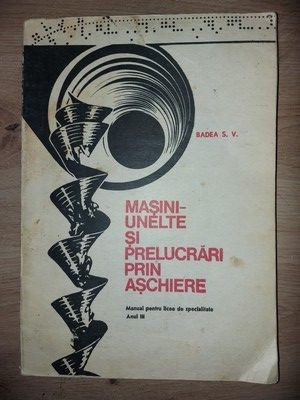 BADEA S. V.
MAȘINI-
UNELTE
ȘI
PRELUCRĂRI
PRIN
AȘCHIERE
Manual pentru licee de specialitate
Anul III